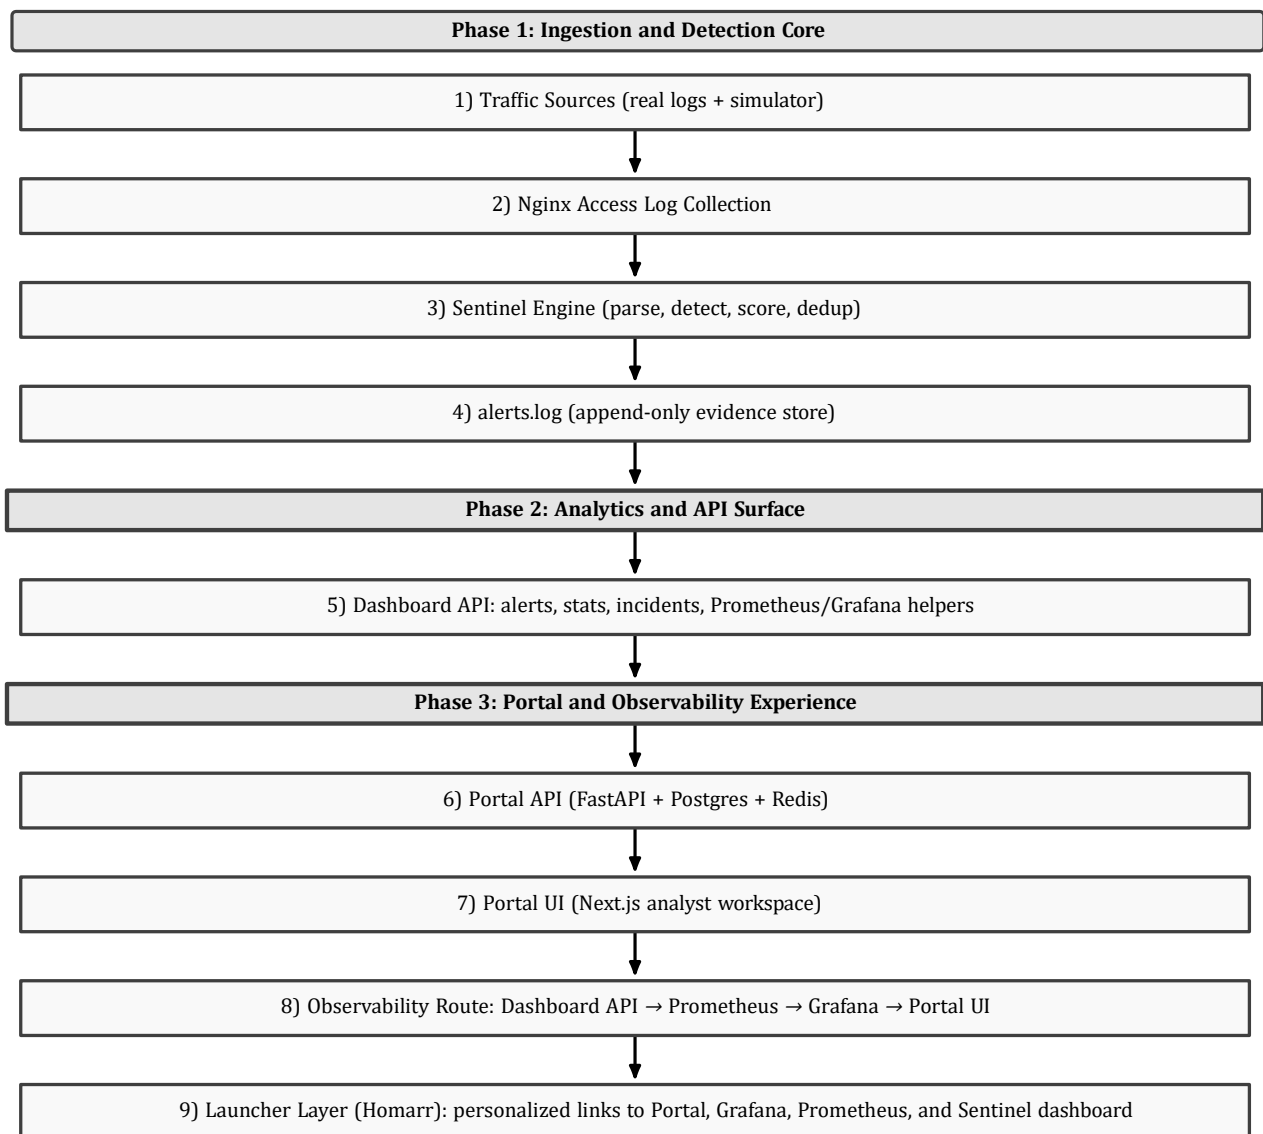 Phase 1: Ingestion and Detection Core
1) Traffic Sources (real logs + simulator)
2) Nginx Access Log Collection
3) Sentinel Engine (parse, detect, score, dedup)
4) alerts.log (append-only evidence store)
Phase 2: Analytics and API Surface
5) Dashboard API: alerts, stats, incidents, Prometheus/Grafana helpers
Phase 3: Portal and Observability Experience
6) Portal API (FastAPI + Postgres + Redis)
7) Portal UI (Next.js analyst workspace)
8) Observability Route: Dashboard API → Prometheus → Grafana → Portal UI
9) Launcher Layer (Homarr): personalized links to Portal, Grafana, Prometheus, and Sentinel dashboard